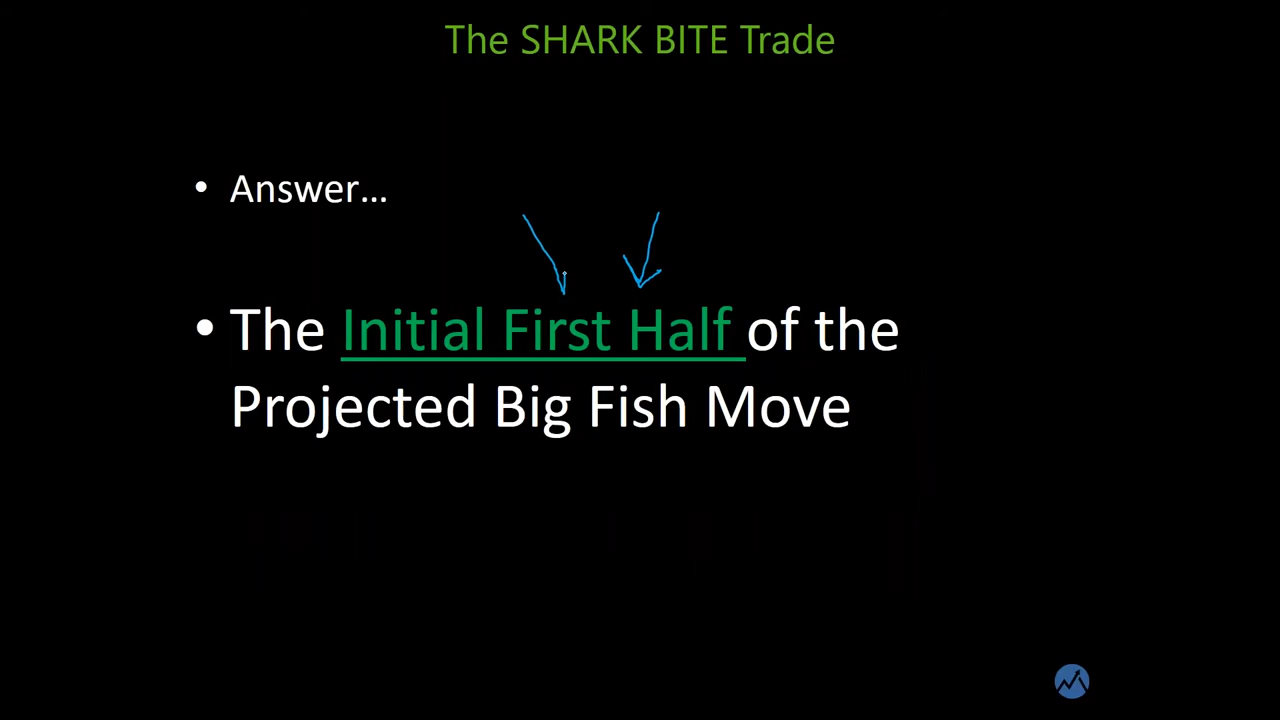 The SHARK BITE Trade
• Answer…
• The Initial First Half of the
Projected Big Fish Move